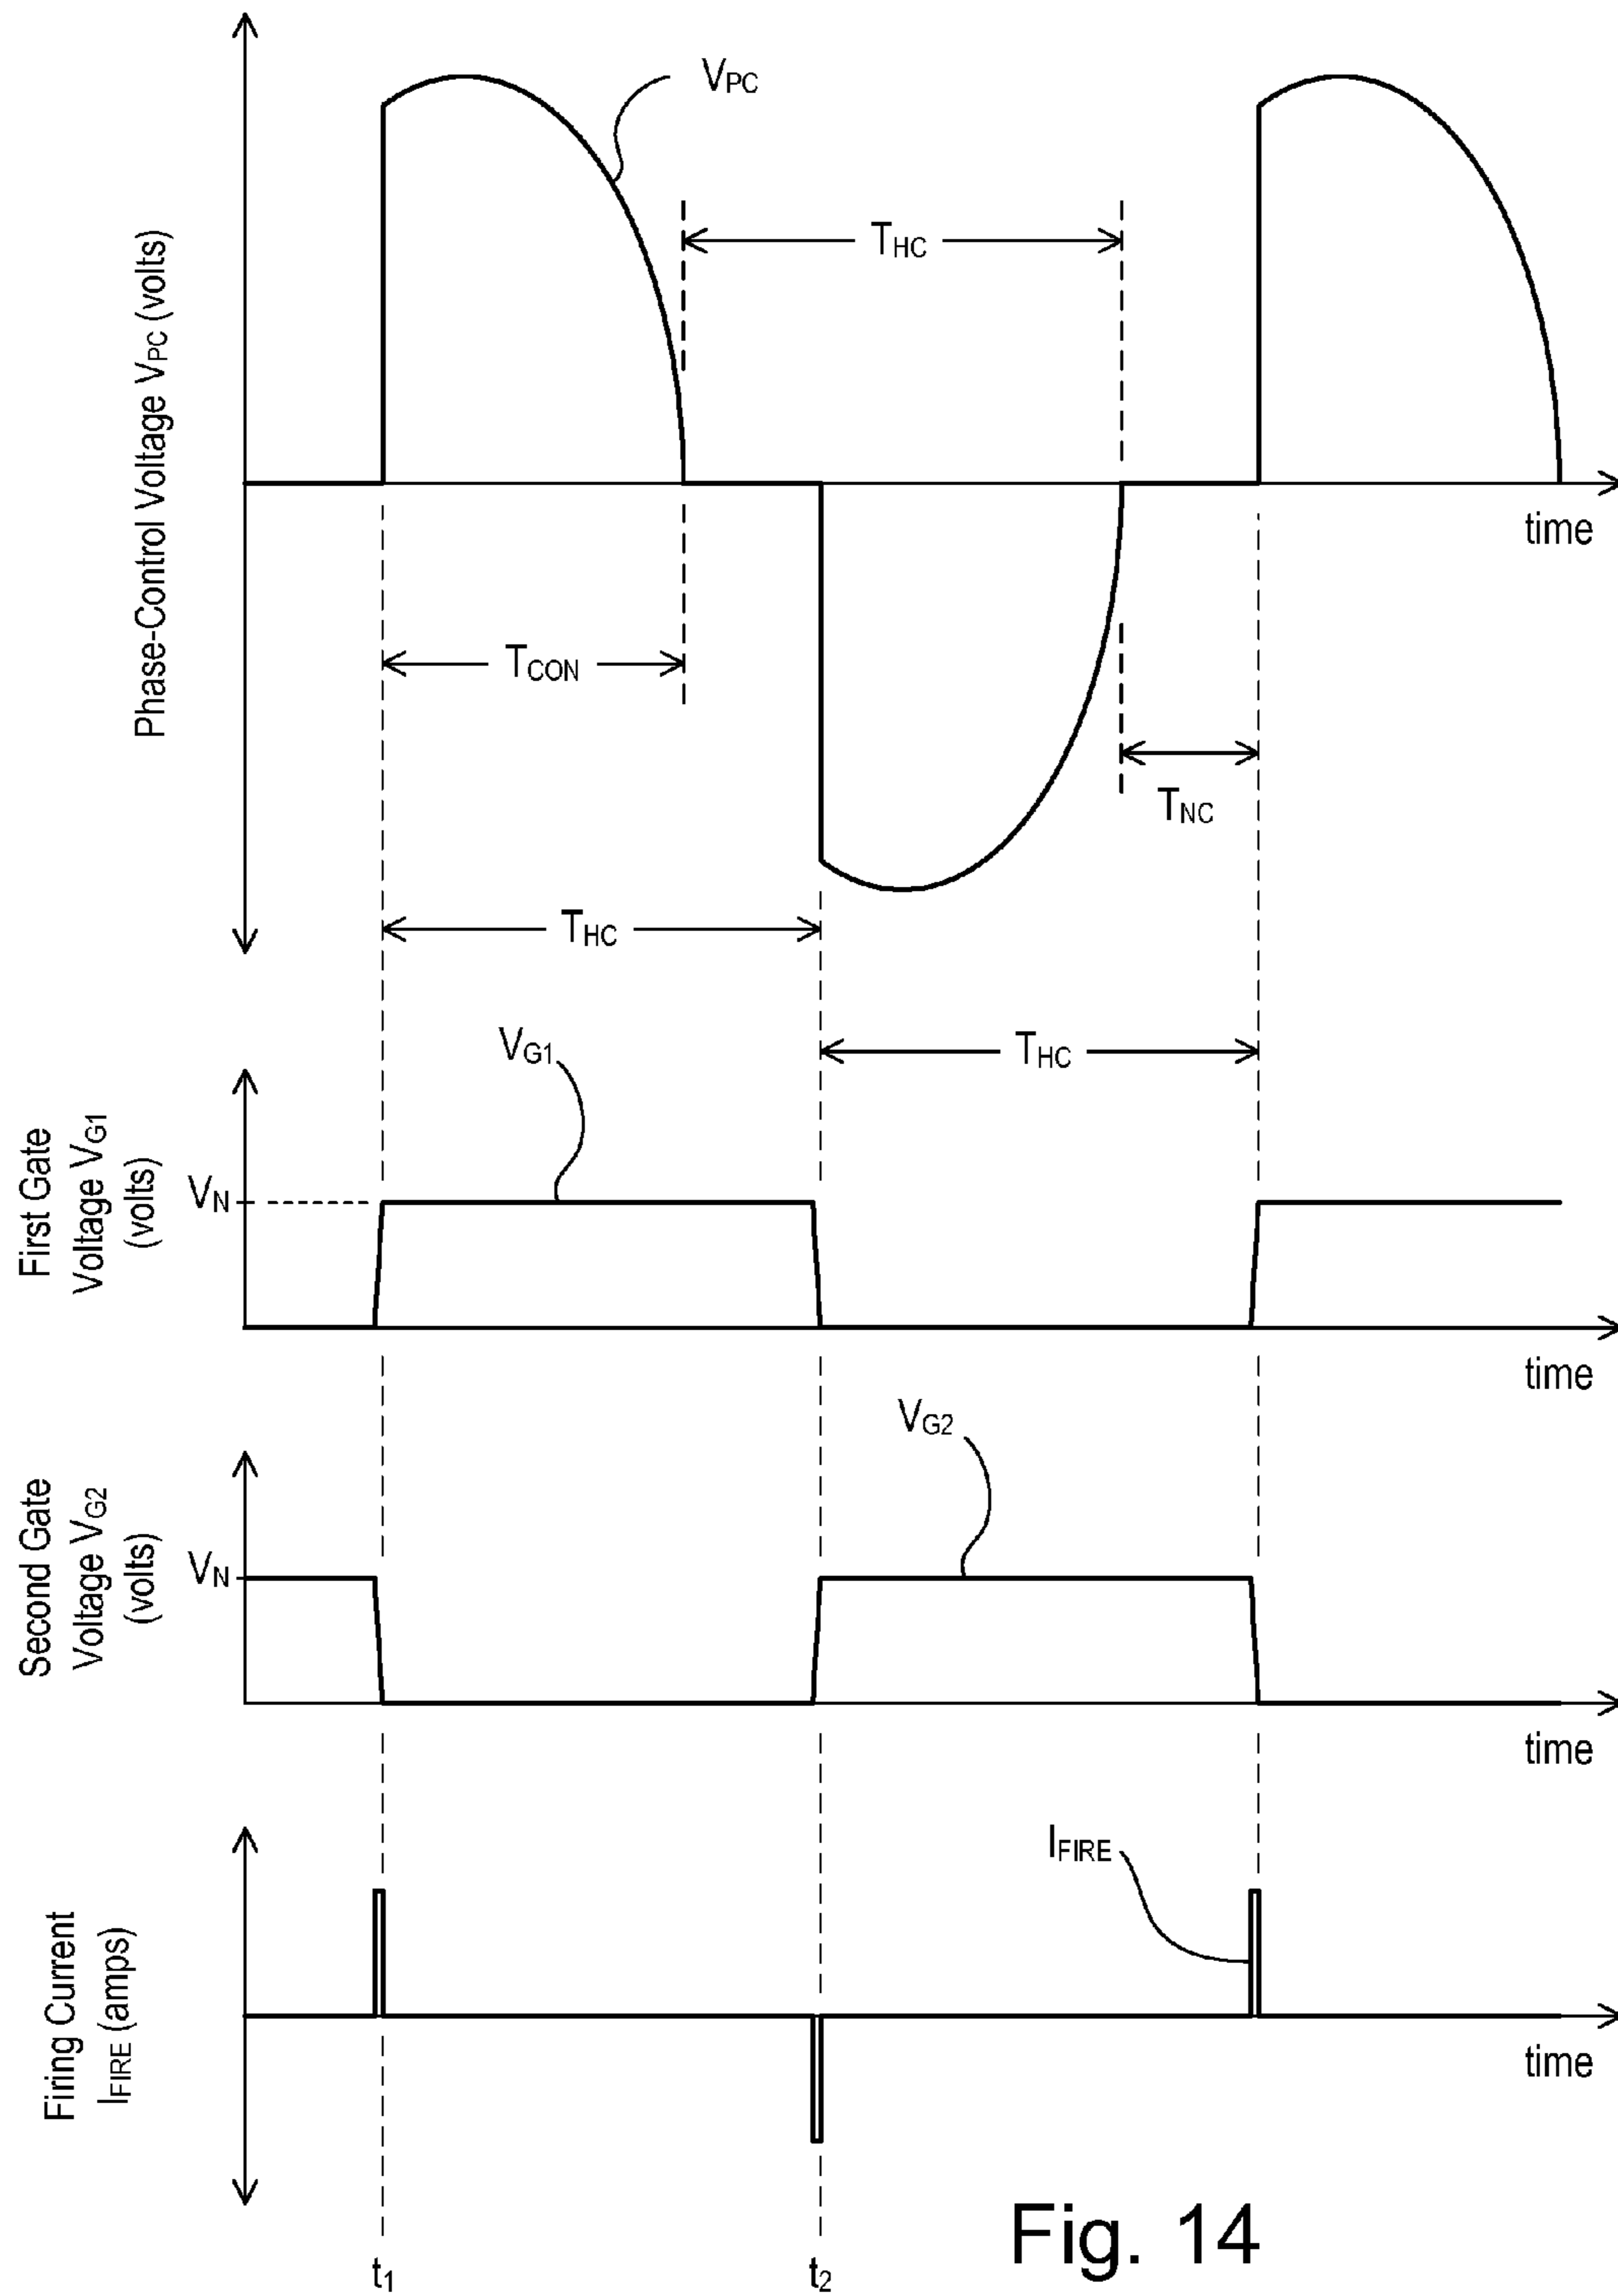 Phase-Control Voltage VPC (volts)
VPC
THC
time
TCON
TNC
THC
THC
First Gate
Voltage VG1
(volts)
VG1
VN
time
Second Gate
Voltage VG2
(volts)
VG2
VN
time
Firing Current
IFIRE (amps)
IFIRE
time
t1
t2
Fig. 14